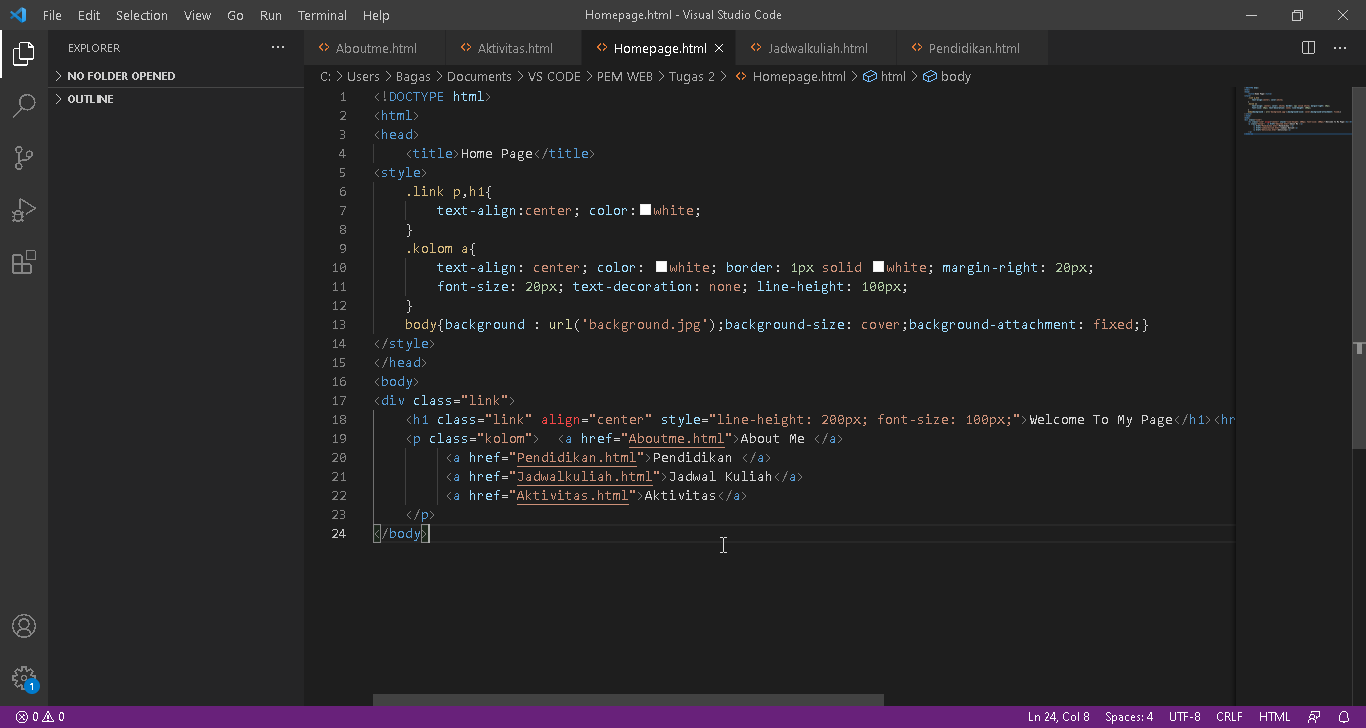 File Edit Selection View Go Run Terminal Help Homepage.html - Visual Studio Code
EXPLORER
NO FOLDER OPENED
OUTLINE
Aboutme.html Aktivitas.html Homepage.html Jadwalkuliah.html Pendidikan.html
C: > Users > Bagas > Documents > VS CODE > PEM WEB > Tugas 2 > Homepage.html > html > body
1 <!DOCTYPE html>
2 <html>
3 <head>
4     <title>Home Page</title>
5 <style>
6     .link p,h1{
7         text-align:center; color:white;
8     }
9     .kolom a{
10         text-align: center; color: white; border: 1px solid white; margin-right: 20px;
11         font-size: 20px; text-decoration: none; line-height: 100px;
12     }
13     body{background : url('background.jpg');background-size: cover;background-attachment: fixed;}
14 </style>
15 </head>
16 <body>
17 <div class="link">
18     <h1 class="link" align="center" style="line-height: 200px; font-size: 100px;">Welcome To My Page</h1><hr
19     <p class="kolom">  <a href="Aboutme.html">About Me </a>
20          <a href="Pendidikan.html">Pendidikan </a>
21          <a href="Jadwalkuliah.html">Jadwal Kuliah</a>
22          <a href="Aktivitas.html">Aktivitas</a>
23     </p>
24 </body>
1
0 0 Ln 24, Col 8 Spaces: 4 UTF-8 CRLF HTML